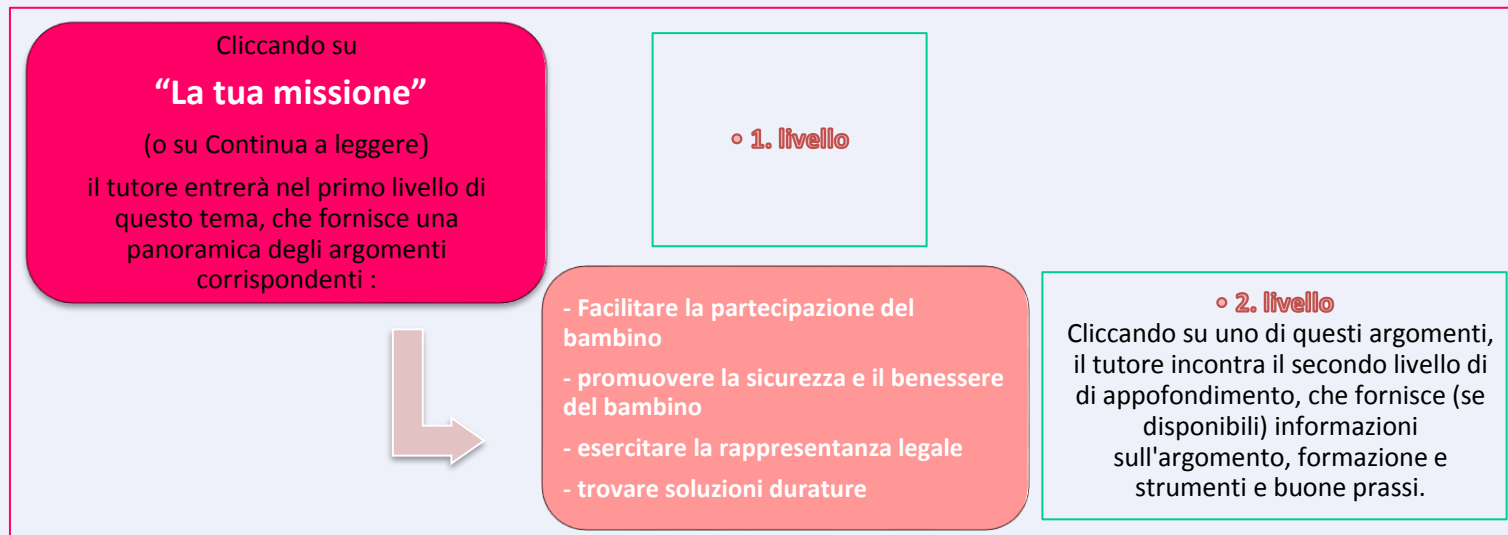 Cliccando su
“La tua missione”
(o su Continua a leggere)
il tutore entrerà nel primo livello di
questo tema, che fornisce una
panoramica degli argomenti
corrispondenti :
• 1. livello
- Facilitare la partecipazione del
bambino
- promuovere la sicurezza e il benessere
del bambino
- esercitare la rappresentanza legale
- trovare soluzioni durature
• 2. livello
Cliccando su uno di questi argomenti,
il tutore incontra il secondo livello di
di appofondimento, che fornisce (se
disponibili) informazioni
sull'argomento, formazione e
strumenti e buone prassi.